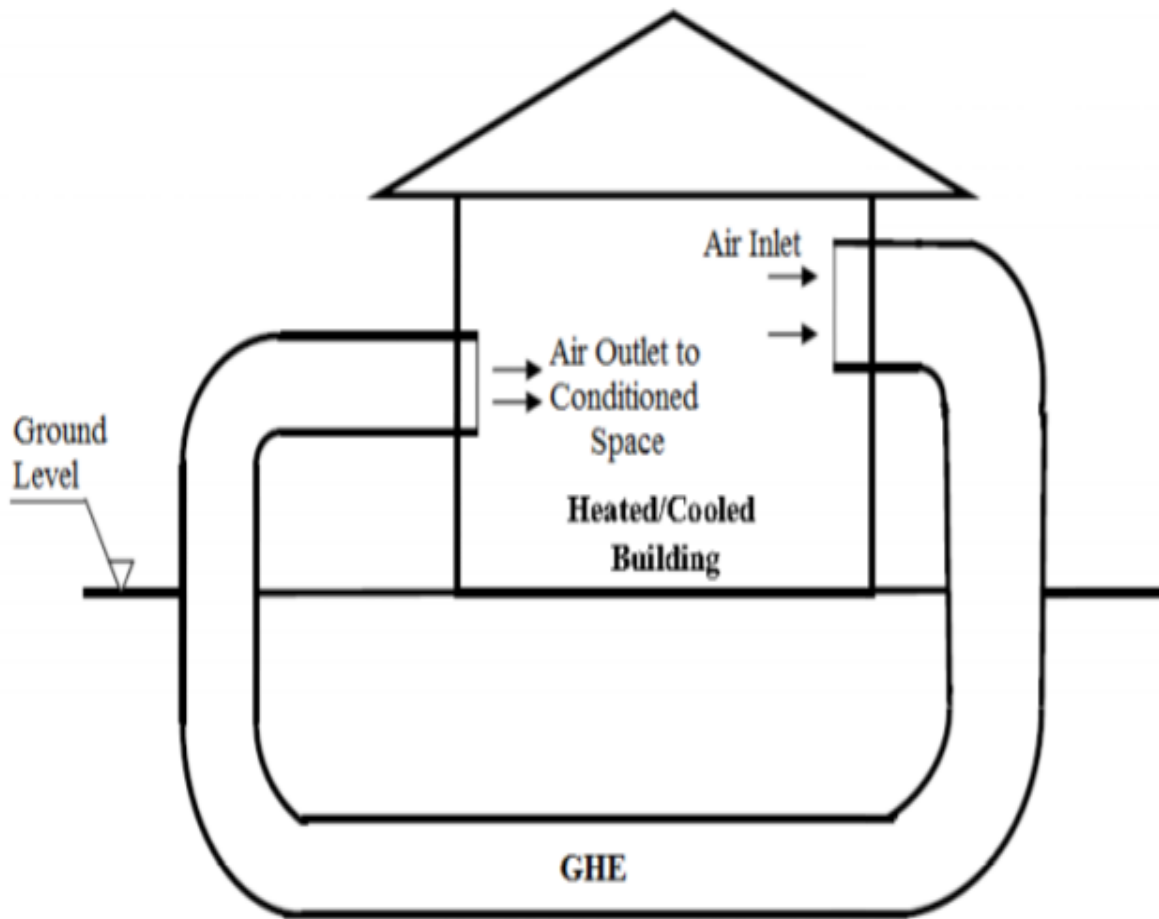 Air Inlet
Air Outlet to
Conditioned
Space
Ground
Level
Heated/Cooled
Building
GHE